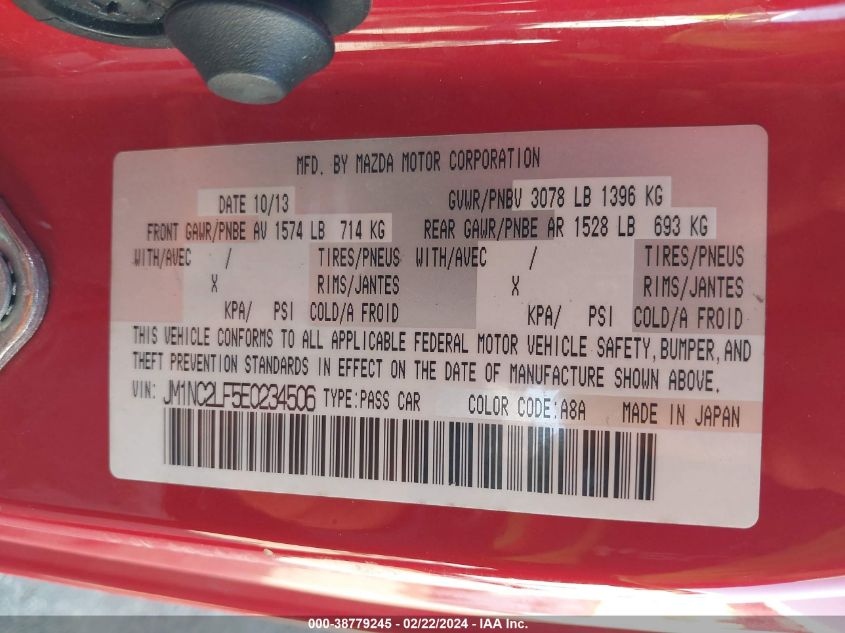 MFD. BY MAZDA MOTOR CORPORATION
DATE 10/13 GVWR/PNBV 3078 LB 1396 KG
FRONT GAWR/PNBE AV 1574 LB 714 KG REAR GAWR/PNBE AR 1528 LB 693 KG
WITH/AVEC / TIRES/PNEUS WITH/AVEC / TIRES/PNEUS
X RIMS/JANTES X RIMS/JANTES
KPA/ PSI COLD/A FROID KPA/ PSI COLD/A FROID
THIS VEHICLE CONFORMS TO ALL APPLICABLE FEDERAL MOTOR VEHICLE SAFETY, BUMPER, AND
THEFT PREVENTION STANDARDS IN EFFECT ON THE DATE OF MANUFACTURE SHOWN ABOVE.
VIN: JM1NC2LF5E0234506 TYPE:PASS CAR COLOR CODE:A8A MADE IN JAPAN
000-38779245 - 02/22/2024 - IAA Inc.